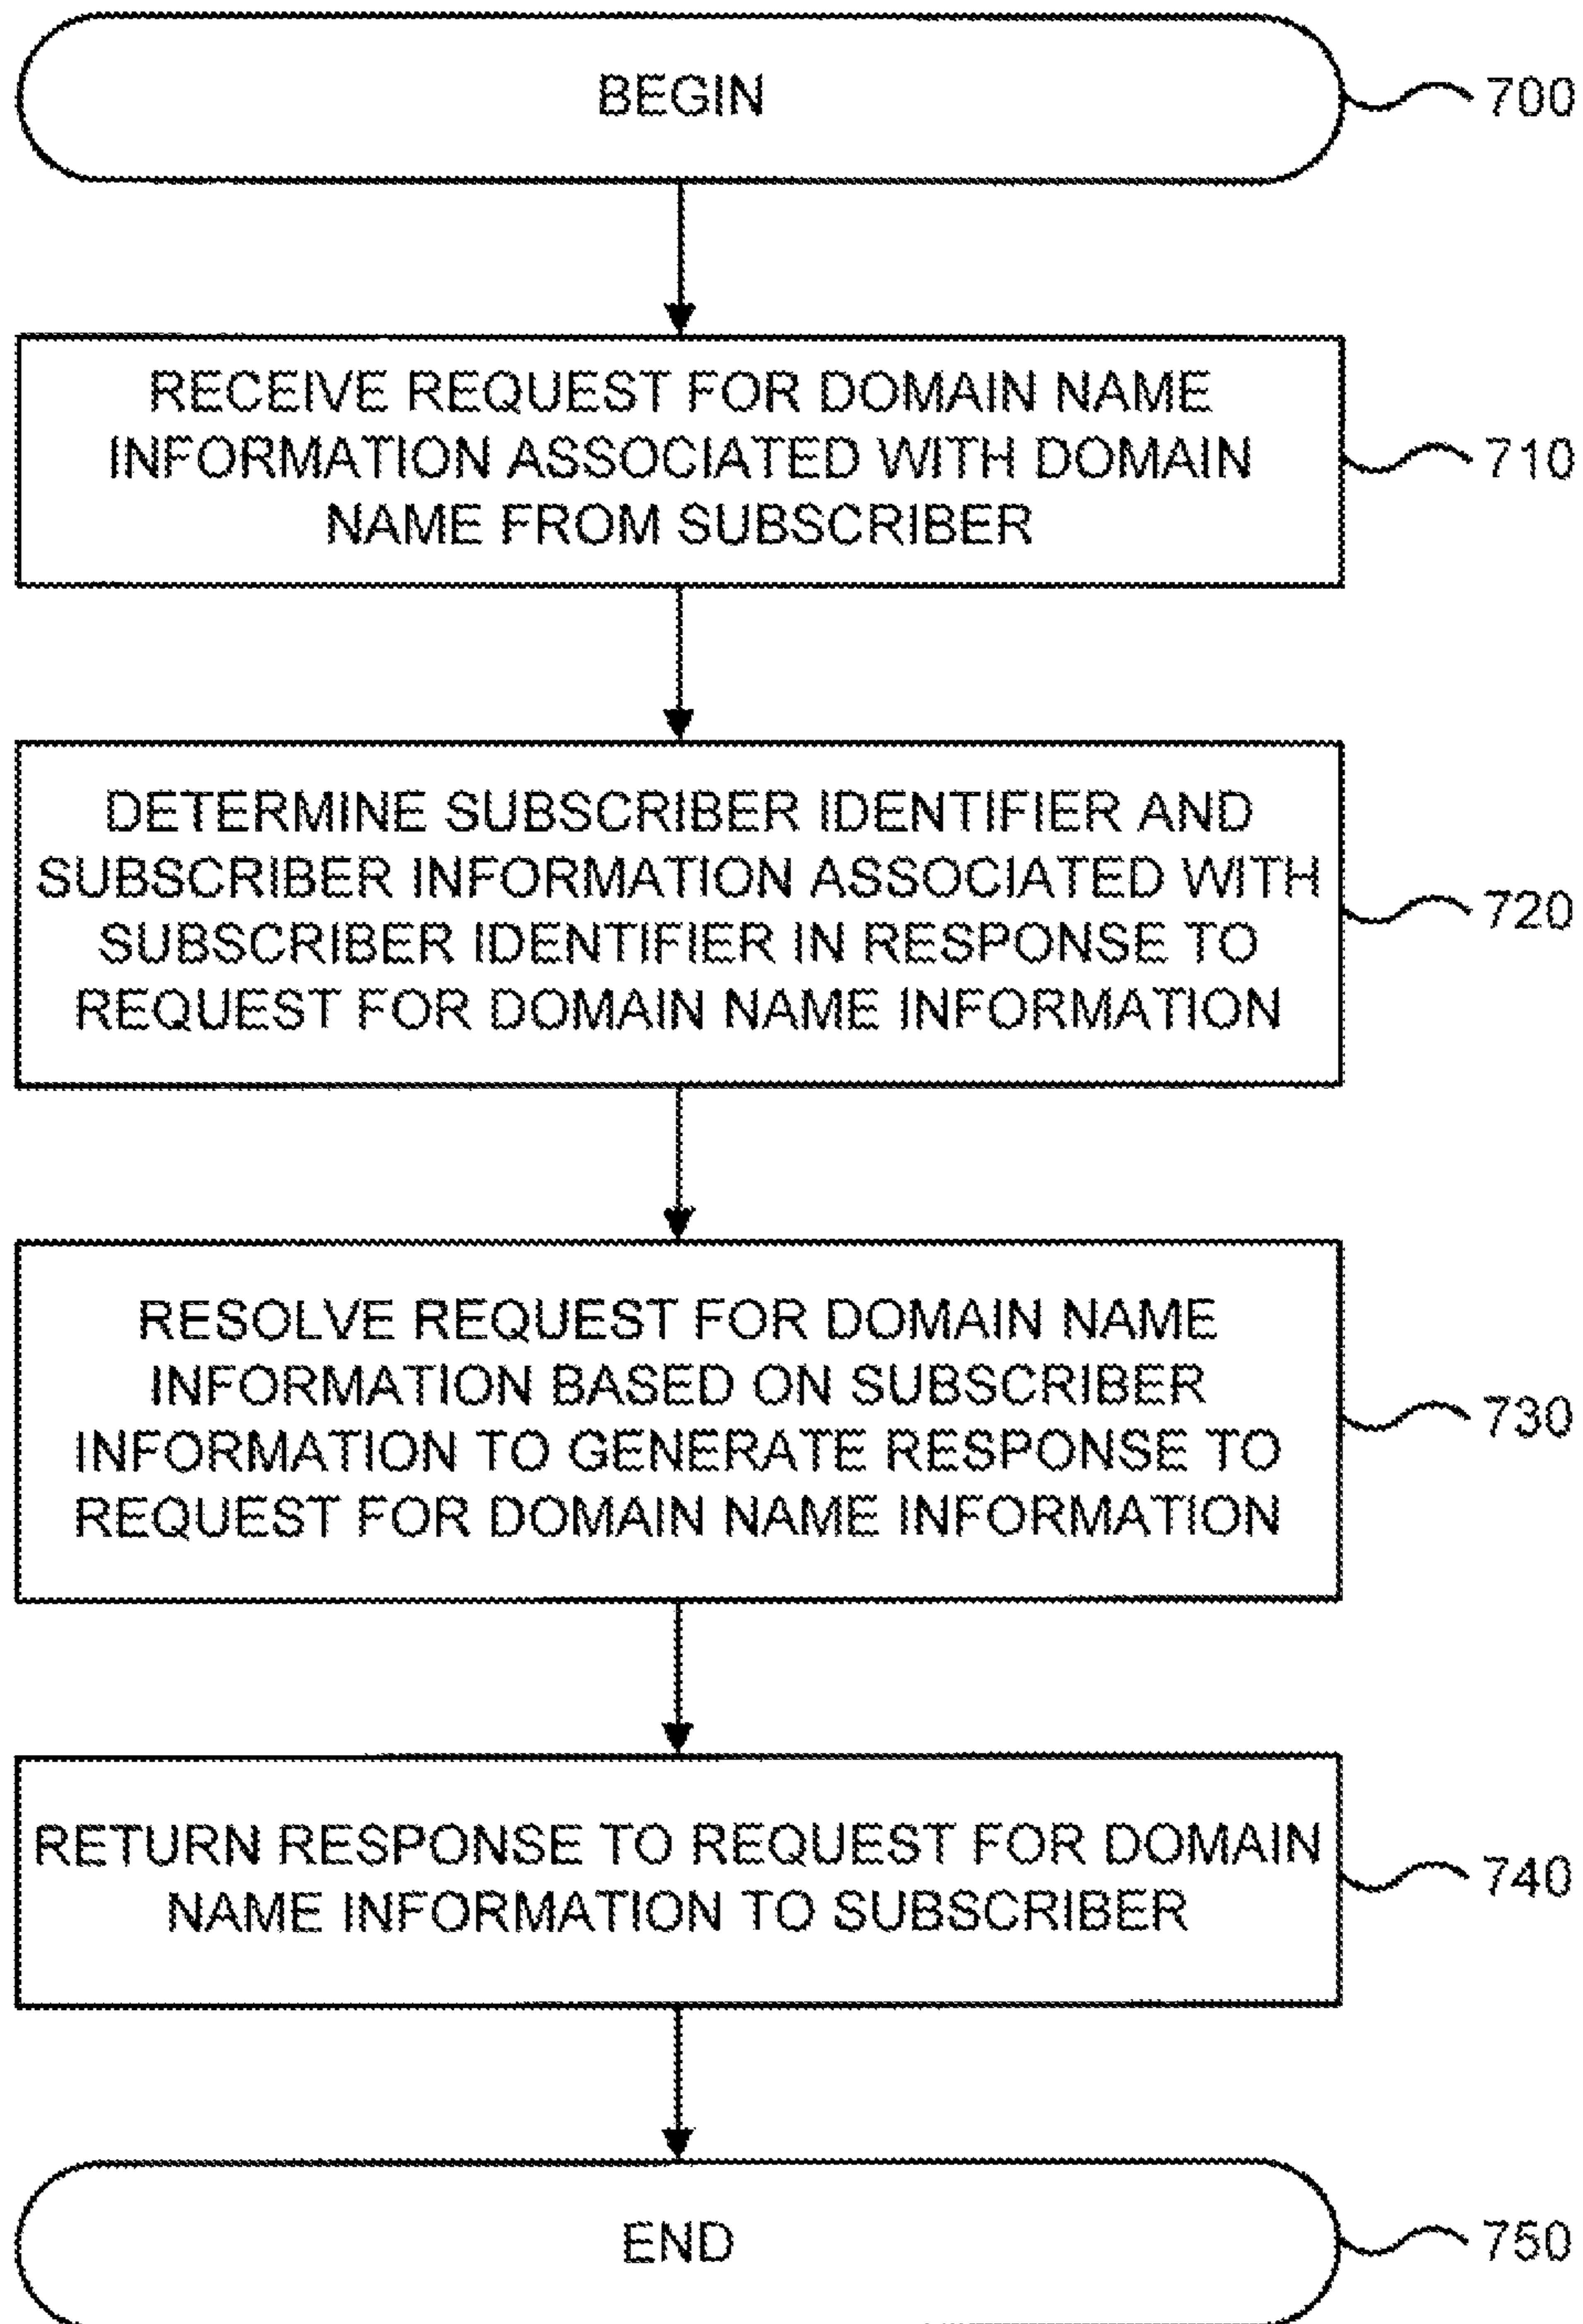 BEGIN
700
RECEIVE REQUEST FOR DOMAIN NAME
INFORMATION ASSOCIATED WITH DOMAIN
NAME FROM SUBSCRIBER
710
DETERMINE SUBSCRIBER IDENTIFIER AND
SUBSCRIBER INFORMATION ASSOCIATED WITH
SUBSCRIBER IDENTIFIER IN RESPONSE TO
REQUEST FOR DOMAIN NAME INFORMATION
720
RESOLVE REQUEST FOR DOMAIN NAME
INFORMATION BASED ON SUBSCRIBER
INFORMATION TO GENERATE RESPONSE TO
REQUEST FOR DOMAIN NAME INFORMATION
730
RETURN RESPONSE TO REQUEST FOR DOMAIN
NAME INFORMATION TO SUBSCRIBER
740
END
750